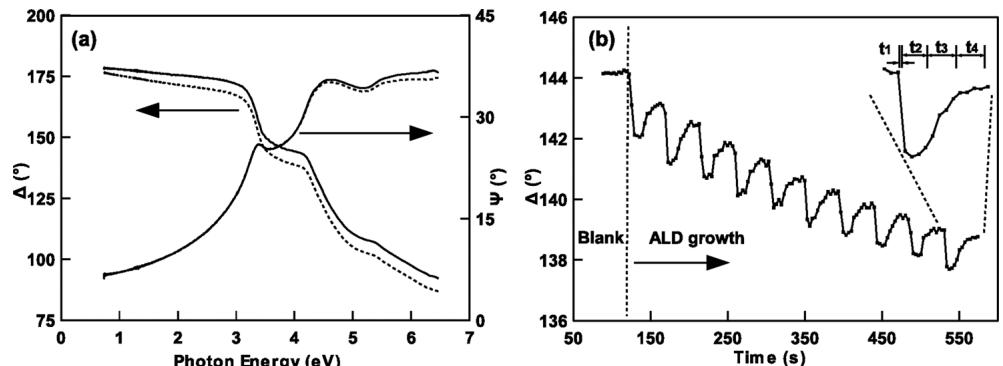 (a)
200
175
150
125
100
75
Δ (°)
45
30
15
0
Ψ (°)
0 1 2 3 4 5 6 7
Photon Energy (eV)
(b)
146
144
142
140
138
136
Δ (°)
t1 t2 t3 t4
Blank
ALD growth
50 150 250 350 450 550
Time (s)